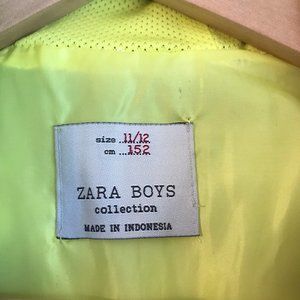 size 11/12
cm 152
ZARA BOYS
collection
MADE IN INDONESIA